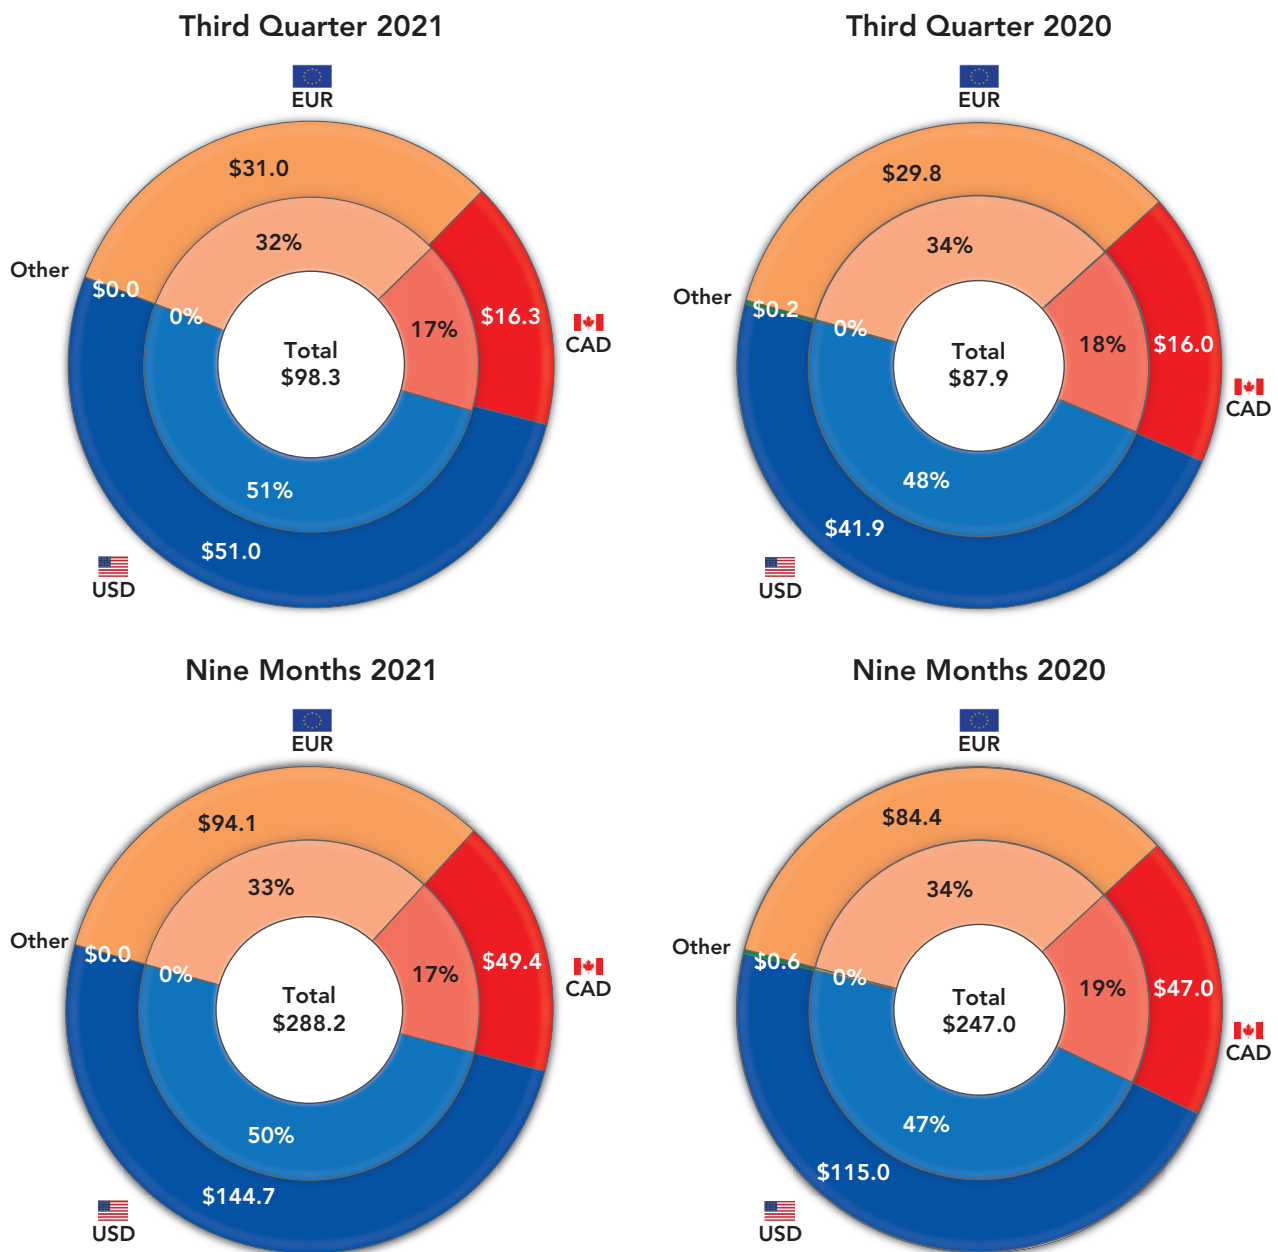 Third Quarter 2021
EUR
$31.0
32%
Other
$0.0
0%
$16.3
17%
CAD
Total
$98.3
51%
$51.0
USD
Third Quarter 2020
EUR
$29.8
34%
Other
$0.2
0%
$16.0
18%
CAD
Total
$87.9
48%
$41.9
USD
Nine Months 2021
EUR
$94.1
33%
Other
$0.0
0%
$49.4
17%
CAD
Total
$288.2
50%
$144.7
USD
Nine Months 2020
EUR
$84.4
34%
Other
$0.6
0%
$47.0
19%
CAD
Total
$247.0
47%
$115.0
USD